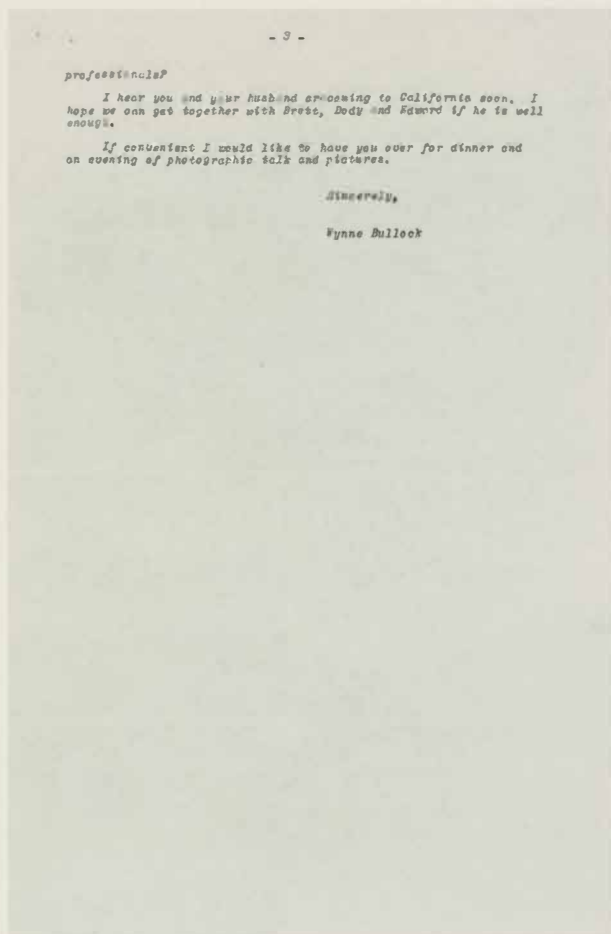 - 3 -
professionals?
I hear you and your husband ar coming to California soon. I
hope we can get together with Brett, Dody and Edward if he is well
enough.
If convenient I would like to have you over for dinner and
an evening of photographic talk and pictures.
Sincerely,
Wynne Bullock